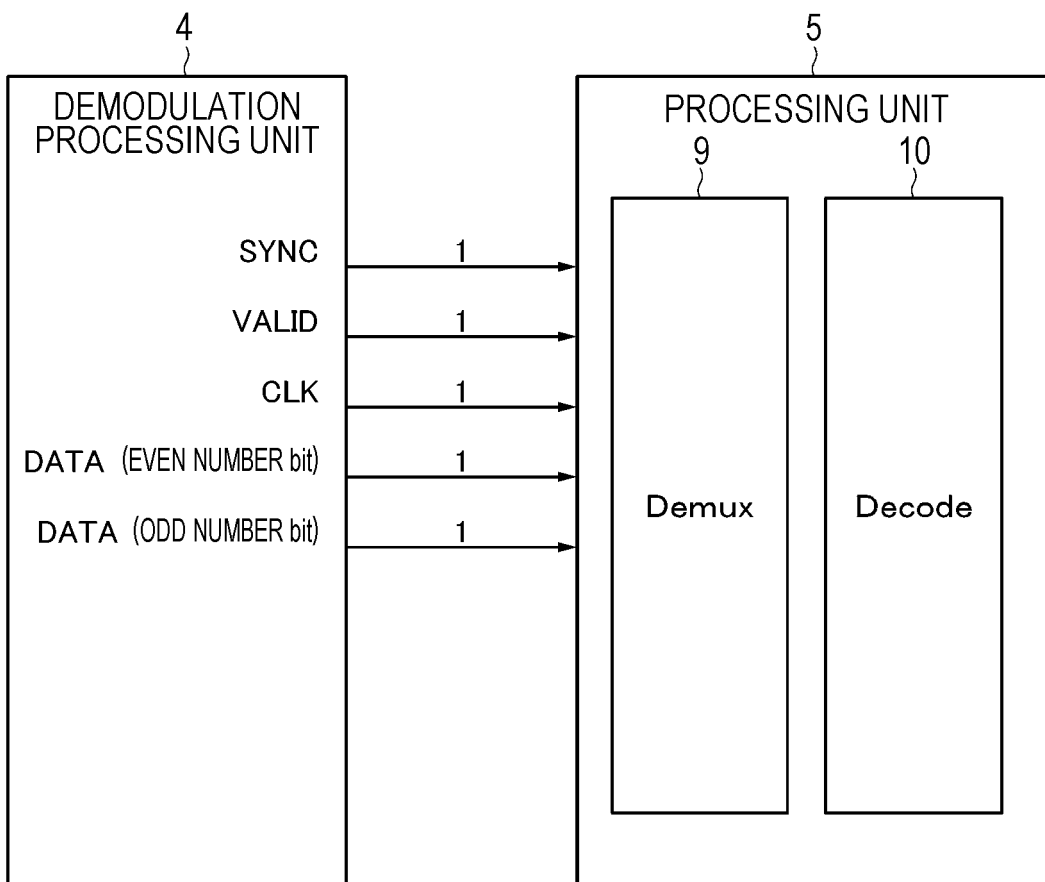 4
5
DEMODULATION
PROCESSING UNIT
PROCESSING UNIT
9
10
SYNC
1
VALID
1
CLK
1
DATA (EVEN NUMBER bit)
1
DATA (ODD NUMBER bit)
1
Demux
Decode